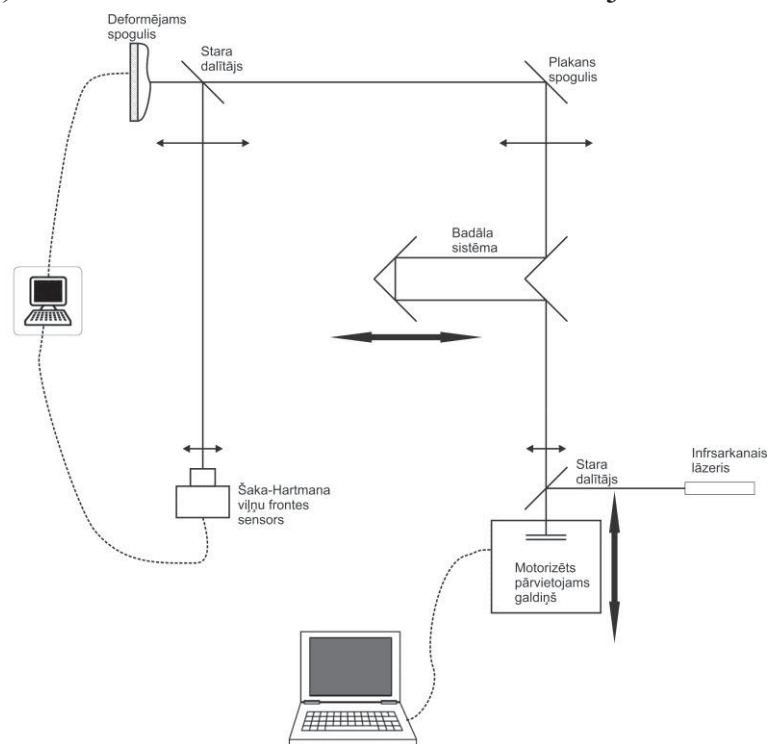 Deformējams
spogulis
Stara
dalītājs
Plakans
spogulis
Badāla
sistēma
Stara
dalītājs
Infrsarkanais
lāzeris
Šaka-Hartmana
viļņu frontes
sensors
Motorizēts
pārvietojams
galdiņš